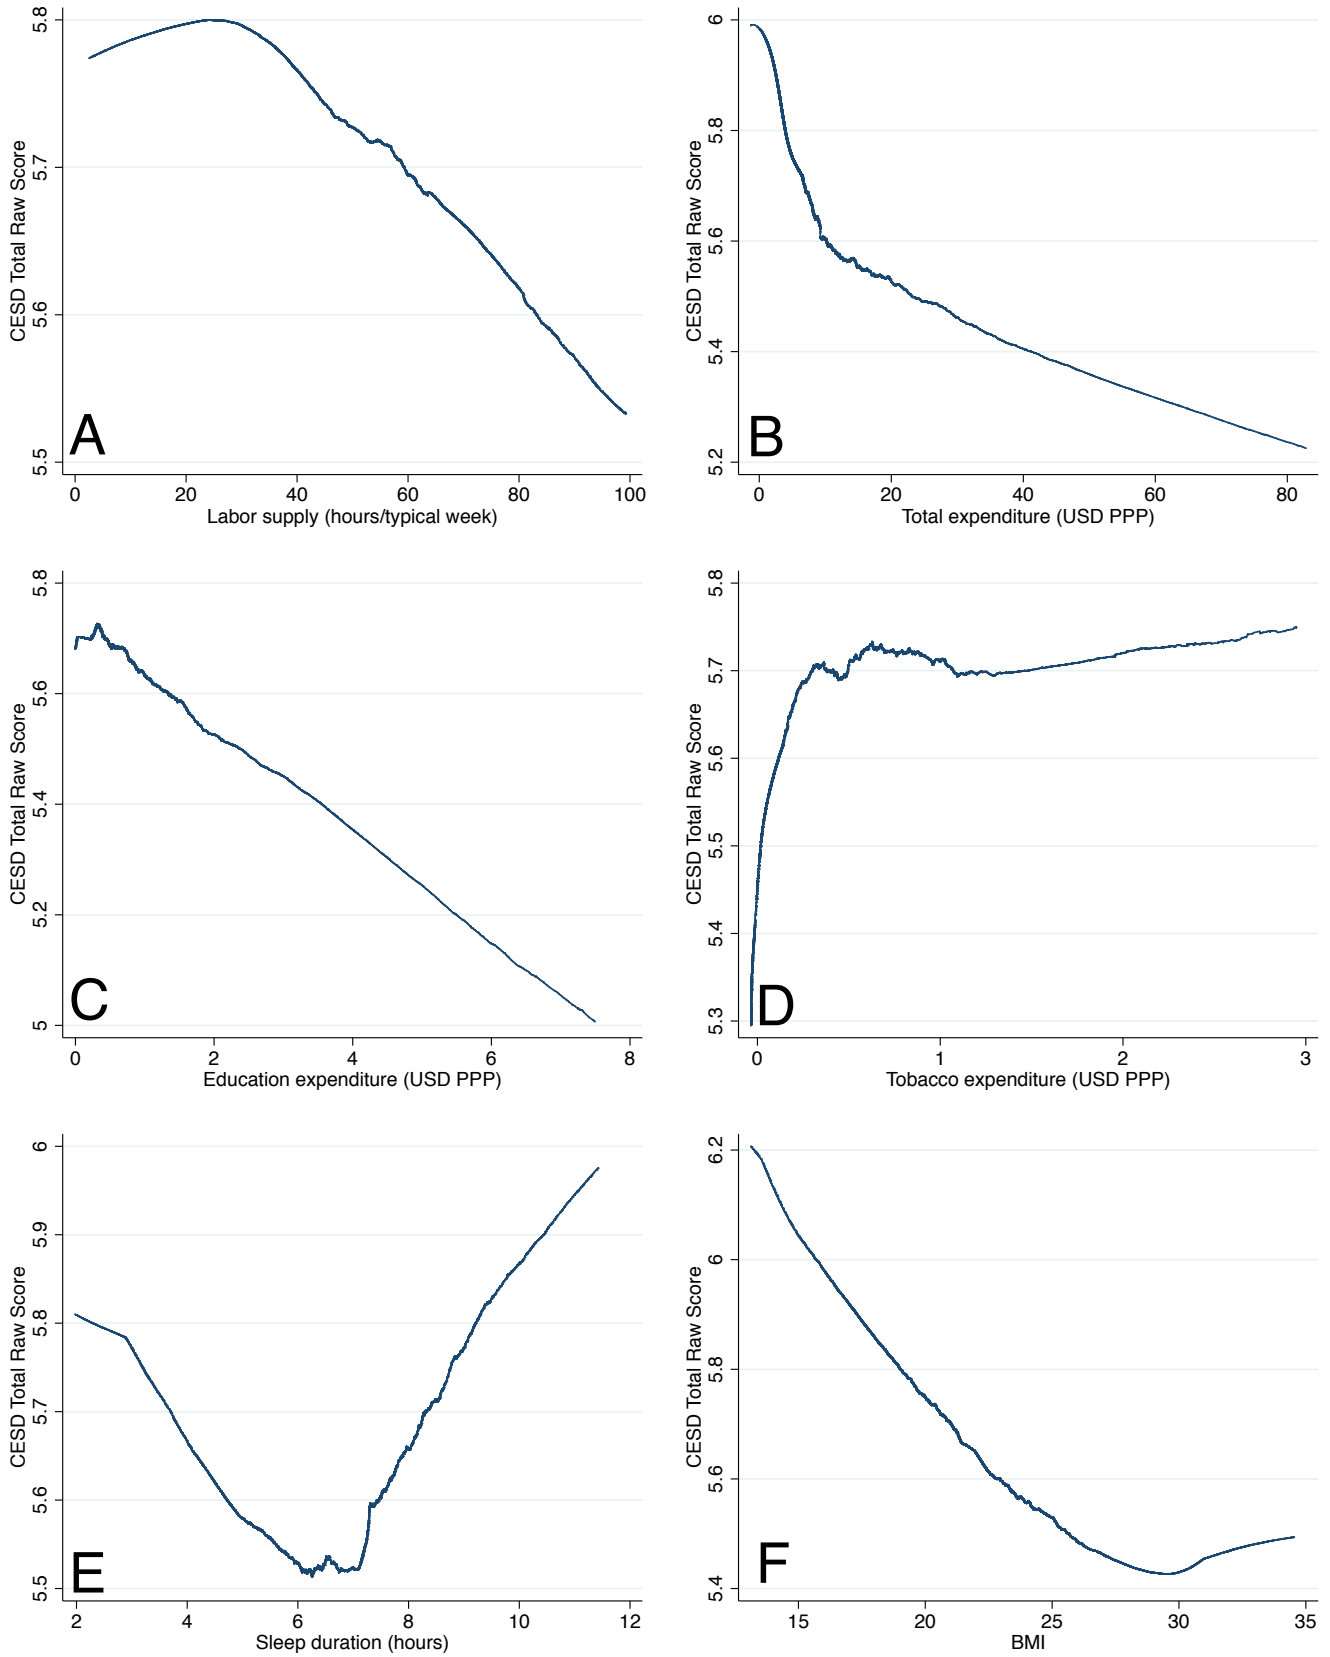 CESD Total Raw Score
5.8
5.7
5.6
5.5
A
0 20 40 60 80 100
Labor supply (hours/typical week)
CESD Total Raw Score
6
5.8
5.6
5.4
5.2
B
0 20 40 60 80
Total expenditure (USD PPP)
CESD Total Raw Score
5.8
5.6
5.4
5.2
5
C
0 2 4 6 8
Education expenditure (USD PPP)
CESD Total Raw Score
5.8
5.7
5.6
5.5
5.4
5.3
D
0 1 2 3
Tobacco expenditure (USD PPP)
CESD Total Raw Score
6
5.9
5.8
5.7
5.6
5.5
E
2 4 6 8 10 12
Sleep duration (hours)
CESD Total Raw Score
6.2
6
5.8
5.6
5.4
F
15 20 25 30 35
BMI